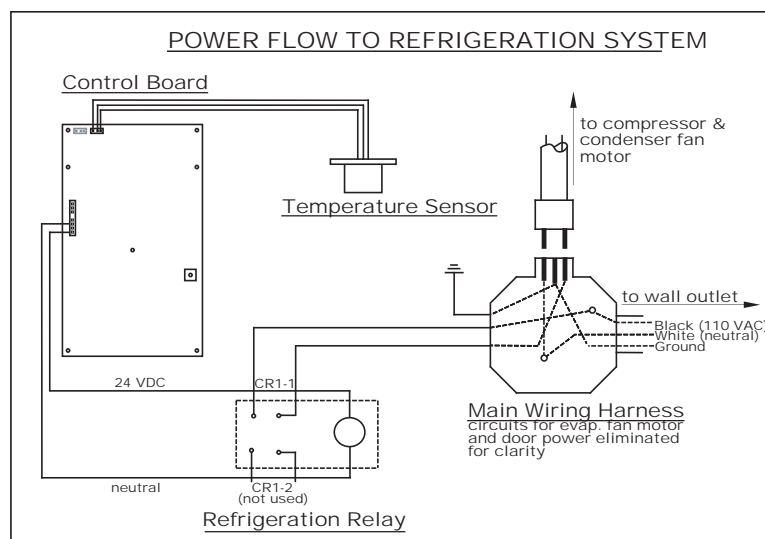 POWER FLOW TO REFRIGERATION SYSTEM
Control Board
to compressor &
condenser fan
motor
Temperature Sensor
to wall outlet
Black (110 VAC)
White (neutral)
Ground
24 VDC
CR1-1
Main Wiring Harness
circuits for evap. fan motor
and door power eliminated
for clarity
neutral
CR1-2
(not used)
Refrigeration Relay